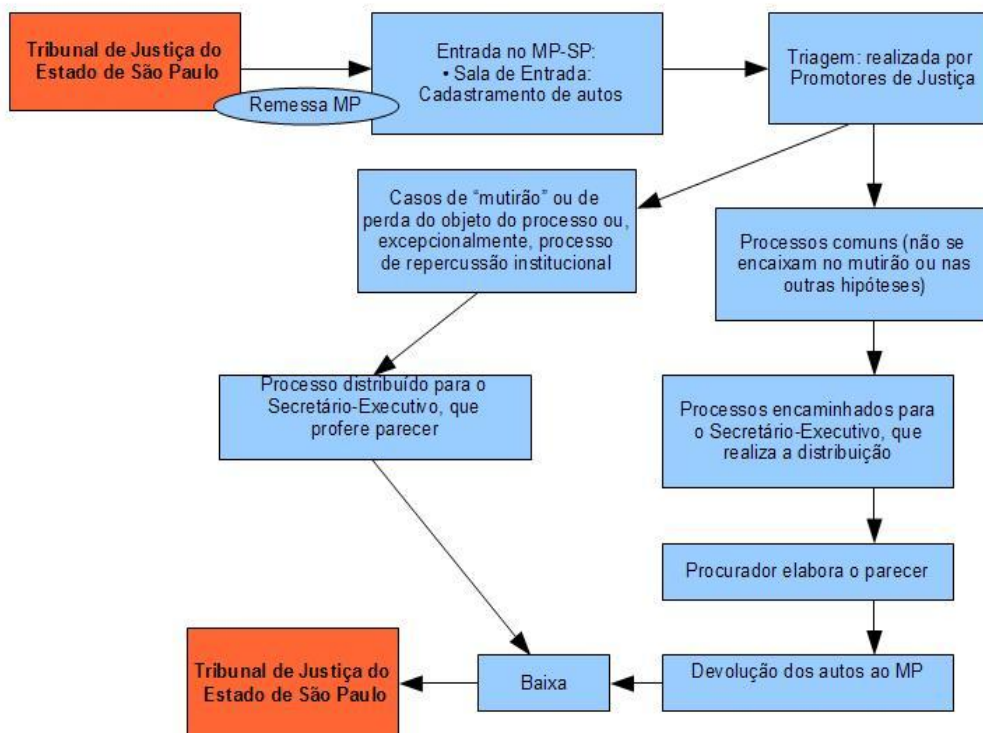 Tribunal de Justiça do
Estado de São Paulo
Remessa MP
Entrada no MP-SP:
• Sala de Entrada:
Cadastramento de autos
Triagem: realizada por
Promotores de Justiça
Casos de “mutirão” ou de
perda do objeto do processo ou,
excepcionalmente, processo
de repercussão institucional
Processos comuns (não se
encaixam no mutirão ou nas
outras hipóteses)
Processo distribuído para o
Secretário-Executivo, que
profere parecer
Processos encaminhados para
o Secretário-Executivo, que
realiza a distribuição
Procurador elabora o parecer
Devolução dos autos ao MP
Baixa
Tribunal de Justiça do
Estado de São Paulo